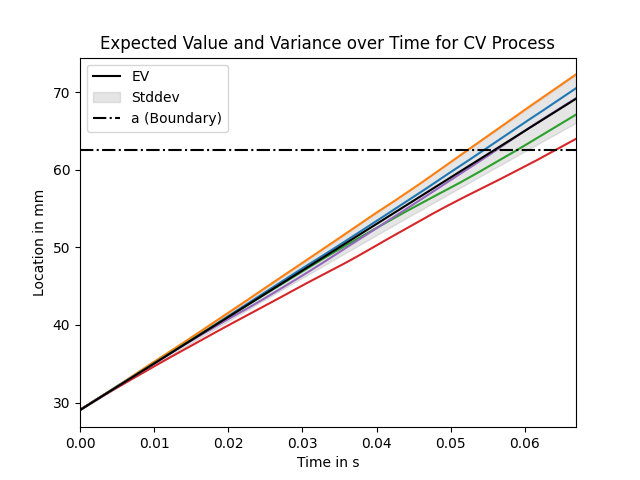 Expected Value and Variance over Time for CV Process
EV
Stddev
a (Boundary)
70
60
50
40
30
Location in mm
0.00 0.01 0.02 0.03 0.04 0.05 0.06
Time in s